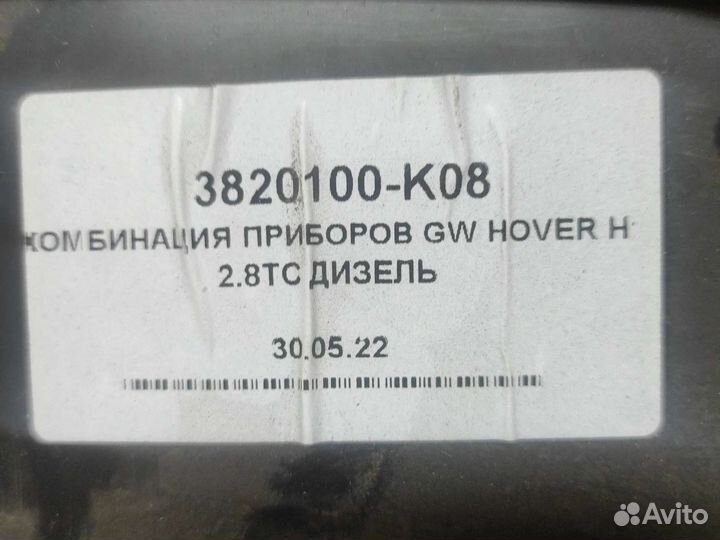 3820100-K08
КОМБИНАЦИЯ ПРИБОРОВ GW HOVER H
2.8TC ДИЗЕЛЬ
30.05.22
Avito